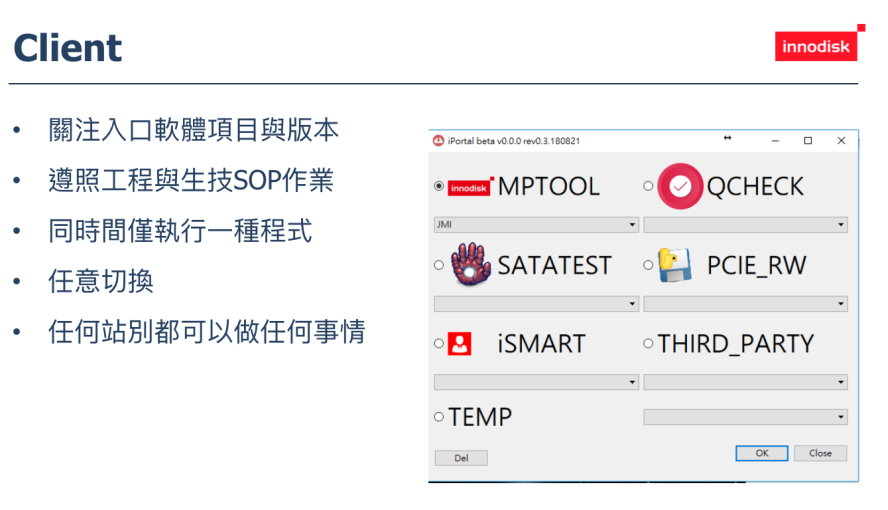 Client
innodisk
• 關注入口軟體項目與版本
• 遵照工程與生技SOP作業
• 同時間僅執行一種程式
• 任意切換
• 任何站別都可以做任何事情
iPortal beta v0.0.0 rev0.3.180821
innodisk MPTOOL
QCHECK
JMI
SATATEST
PCIE_RW
iSMART
THIRD_PARTY
TEMP
Del
OK
Close